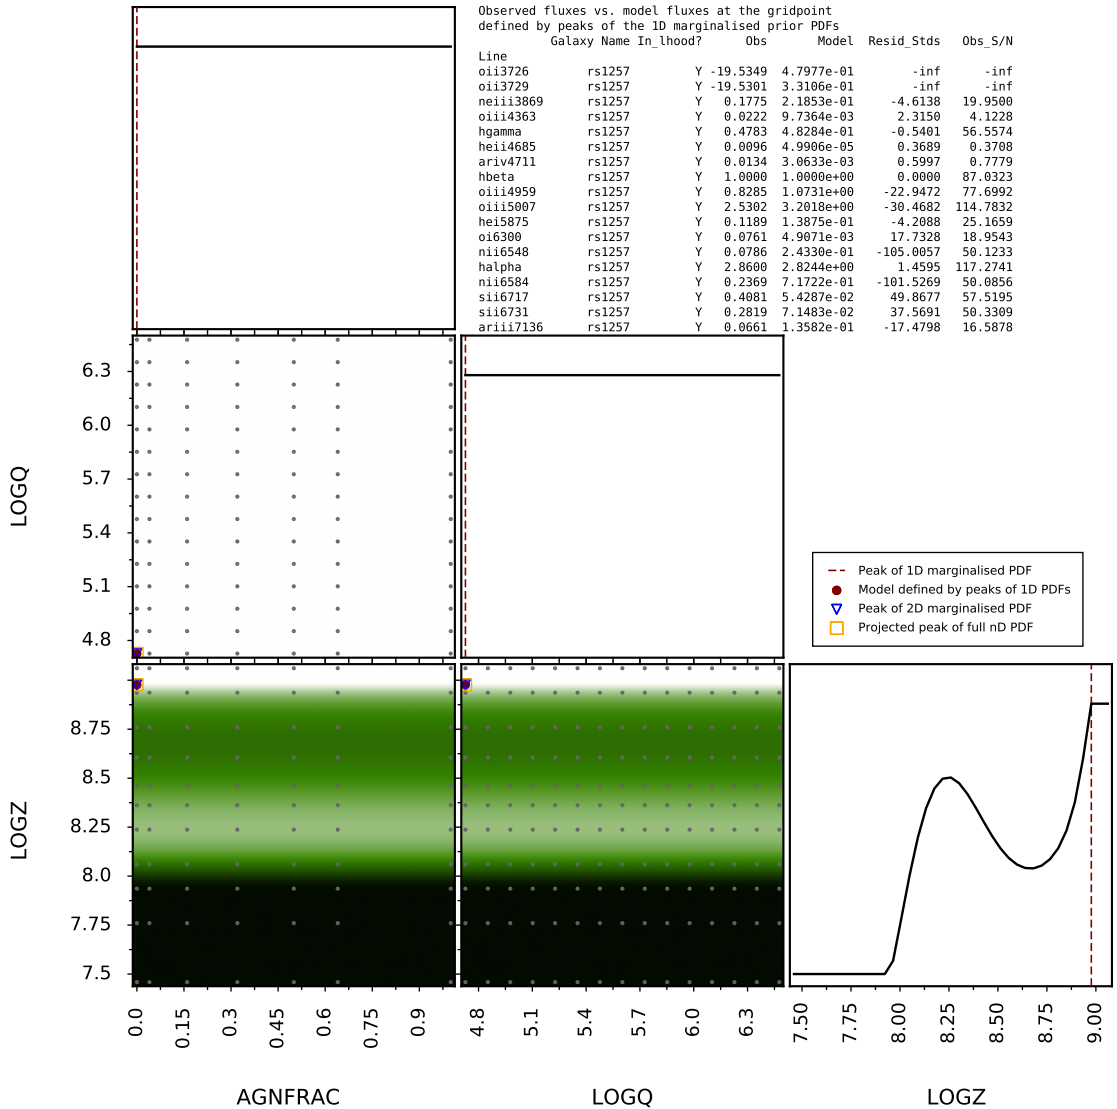 Observed fluxes vs. model fluxes at the gridpoint
defined by peaks of the 1D marginalised prior PDFs
Galaxy Name In_lhood? Obs Model Resid_Stds Obs_S/N
Line
oii3726 rs1257 Y -19.5349 4.7977e-01 -inf -inf
oii3729 rs1257 Y -19.5301 3.3106e-01 -inf -inf
neiii3869 rs1257 Y 0.1775 2.1853e-01 -4.6138 19.9500
oiii4363 rs1257 Y 0.0222 9.7364e-03 2.3150 4.1228
hgamma rs1257 Y 0.4783 4.8284e-01 -0.5401 56.5574
heii4685 rs1257 Y 0.0096 4.9906e-05 0.3689 0.3708
ariv4711 rs1257 Y 0.0134 3.0633e-03 0.5997 0.7779
hbeta rs1257 Y 1.0000 1.0000e+00 0.0000 87.0323
oiii4959 rs1257 Y 0.8285 1.0731e+00 -22.9472 77.6992
oiii5007 rs1257 Y 2.5302 3.2018e+00 -30.4682 114.7832
hei5875 rs1257 Y 0.1189 1.3875e-01 -4.2088 25.1659
oi6300 rs1257 Y 0.0761 4.9071e-03 17.7328 18.9543
nii6548 rs1257 Y 0.0786 2.4330e-01 -105.0057 50.1233
halpha rs1257 Y 2.8600 2.8244e+00 1.4595 117.2741
nii6584 rs1257 Y 0.2369 7.1722e-01 -101.5269 50.0856
sii6717 rs1257 Y 0.4081 5.4287e-02 49.8677 57.5195
sii6731 rs1257 Y 0.2819 7.1483e-02 37.5691 50.3309
ariii7136 rs1257 Y 0.0661 1.3582e-01 -17.4798 16.5878
6.3
6.0
5.7
5.4
5.1
4.8
LOGQ
Peak of 1D marginalised PDF
Model defined by peaks of 1D PDFs
Peak of 2D marginalised PDF
Projected peak of full nD PDF
8.75
8.5
8.25
8.0
7.75
7.5
LOGZ
0.0 0.15 0.3 0.45 0.6 0.75 0.9
4.8 5.1 5.4 5.7 6.0 6.3
7.50 7.75 8.00 8.25 8.50 8.75 9.00
AGNFRAC LOGQ LOGZ